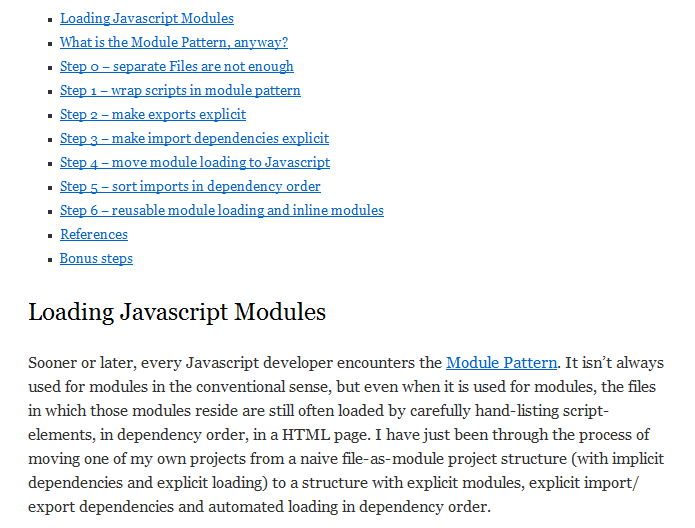 Loading Javascript Modules
What is the Module Pattern, anyway?
Step 0 – separate Files are not enough
Step 1 – wrap scripts in module pattern
Step 2 – make exports explicit
Step 3 – make import dependencies explicit
Step 4 – move module loading to Javascript
Step 5 – sort imports in dependency order
Step 6 – reusable module loading and inline modules
References
Bonus steps
Loading Javascript Modules
Sooner or later, every Javascript developer encounters the Module Pattern. It isn’t always
used for modules in the conventional sense, but even when it is used for modules, the files
in which those modules reside are still often loaded by carefully hand-listing script-
elements, in dependency order, in a HTML page. I have just been through the process of
moving one of my own projects from a naive file-as-module project structure (with implicit
dependencies and explicit loading) to a structure with explicit modules, explicit import/
export dependencies and automated loading in dependency order.